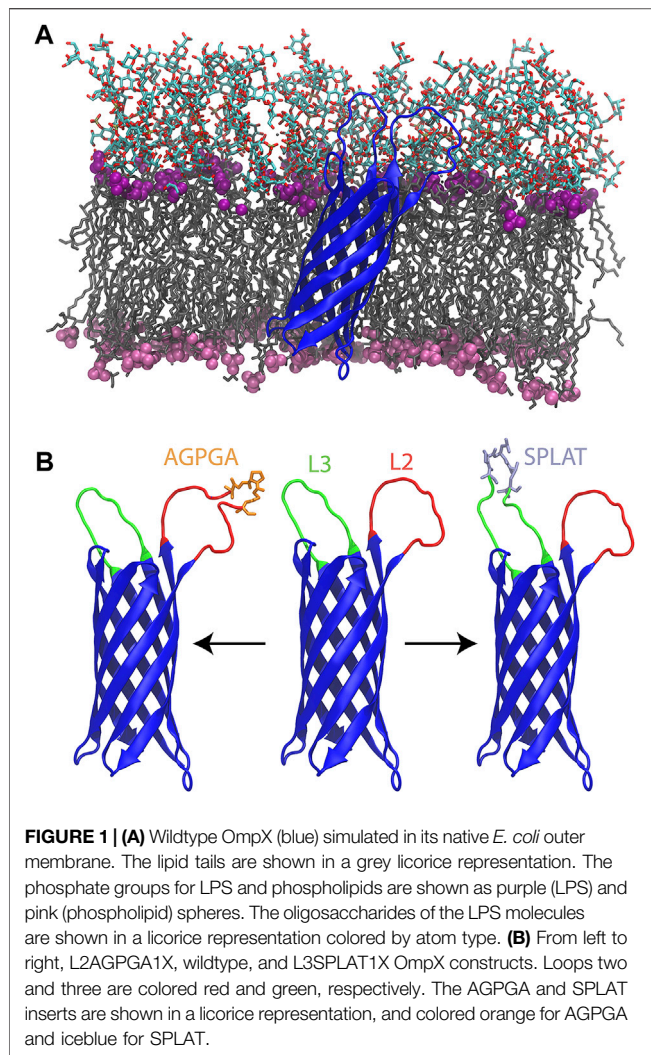 A
B
AGPGA
L3
L2
SPLAT
FIGURE 1 | (A) Wildtype OmpX (blue) simulated in its native E. coli outer
membrane. The lipid tails are shown in a grey licorice representation. The
phosphate groups for LPS and phospholipids are shown as purple (LPS) and
pink (phospholipid) spheres. The oligosaccharides of the LPS molecules
are shown in a licorice representation colored by atom type. (B) From left to
right, L2AGPGA1X, wildtype, and L3SPLAT1X OmpX constructs. Loops two
and three are colored red and green, respectively. The AGPGA and SPLAT
inserts are shown in a licorice representation, and colored orange for AGPGA
and iceblue for SPLAT.